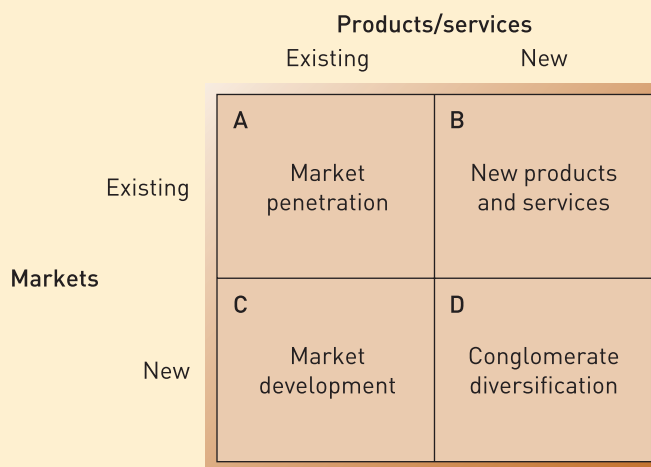 Products/services
Existing
New
A
B
Existing
Market
penetration
New products
and services
Markets
C
D
New
Market
development
Conglomerate
diversification